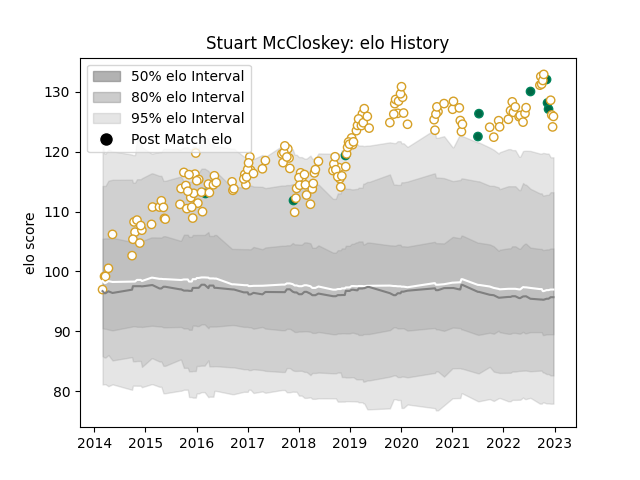 Stuart McCloskey: elo History
50% elo Interval
80% elo Interval
95% elo Interval
Post Match elo
elo score
130
120
110
100
90
80
2014 2015 2016 2017 2018 2019 2020 2021 2022 2023